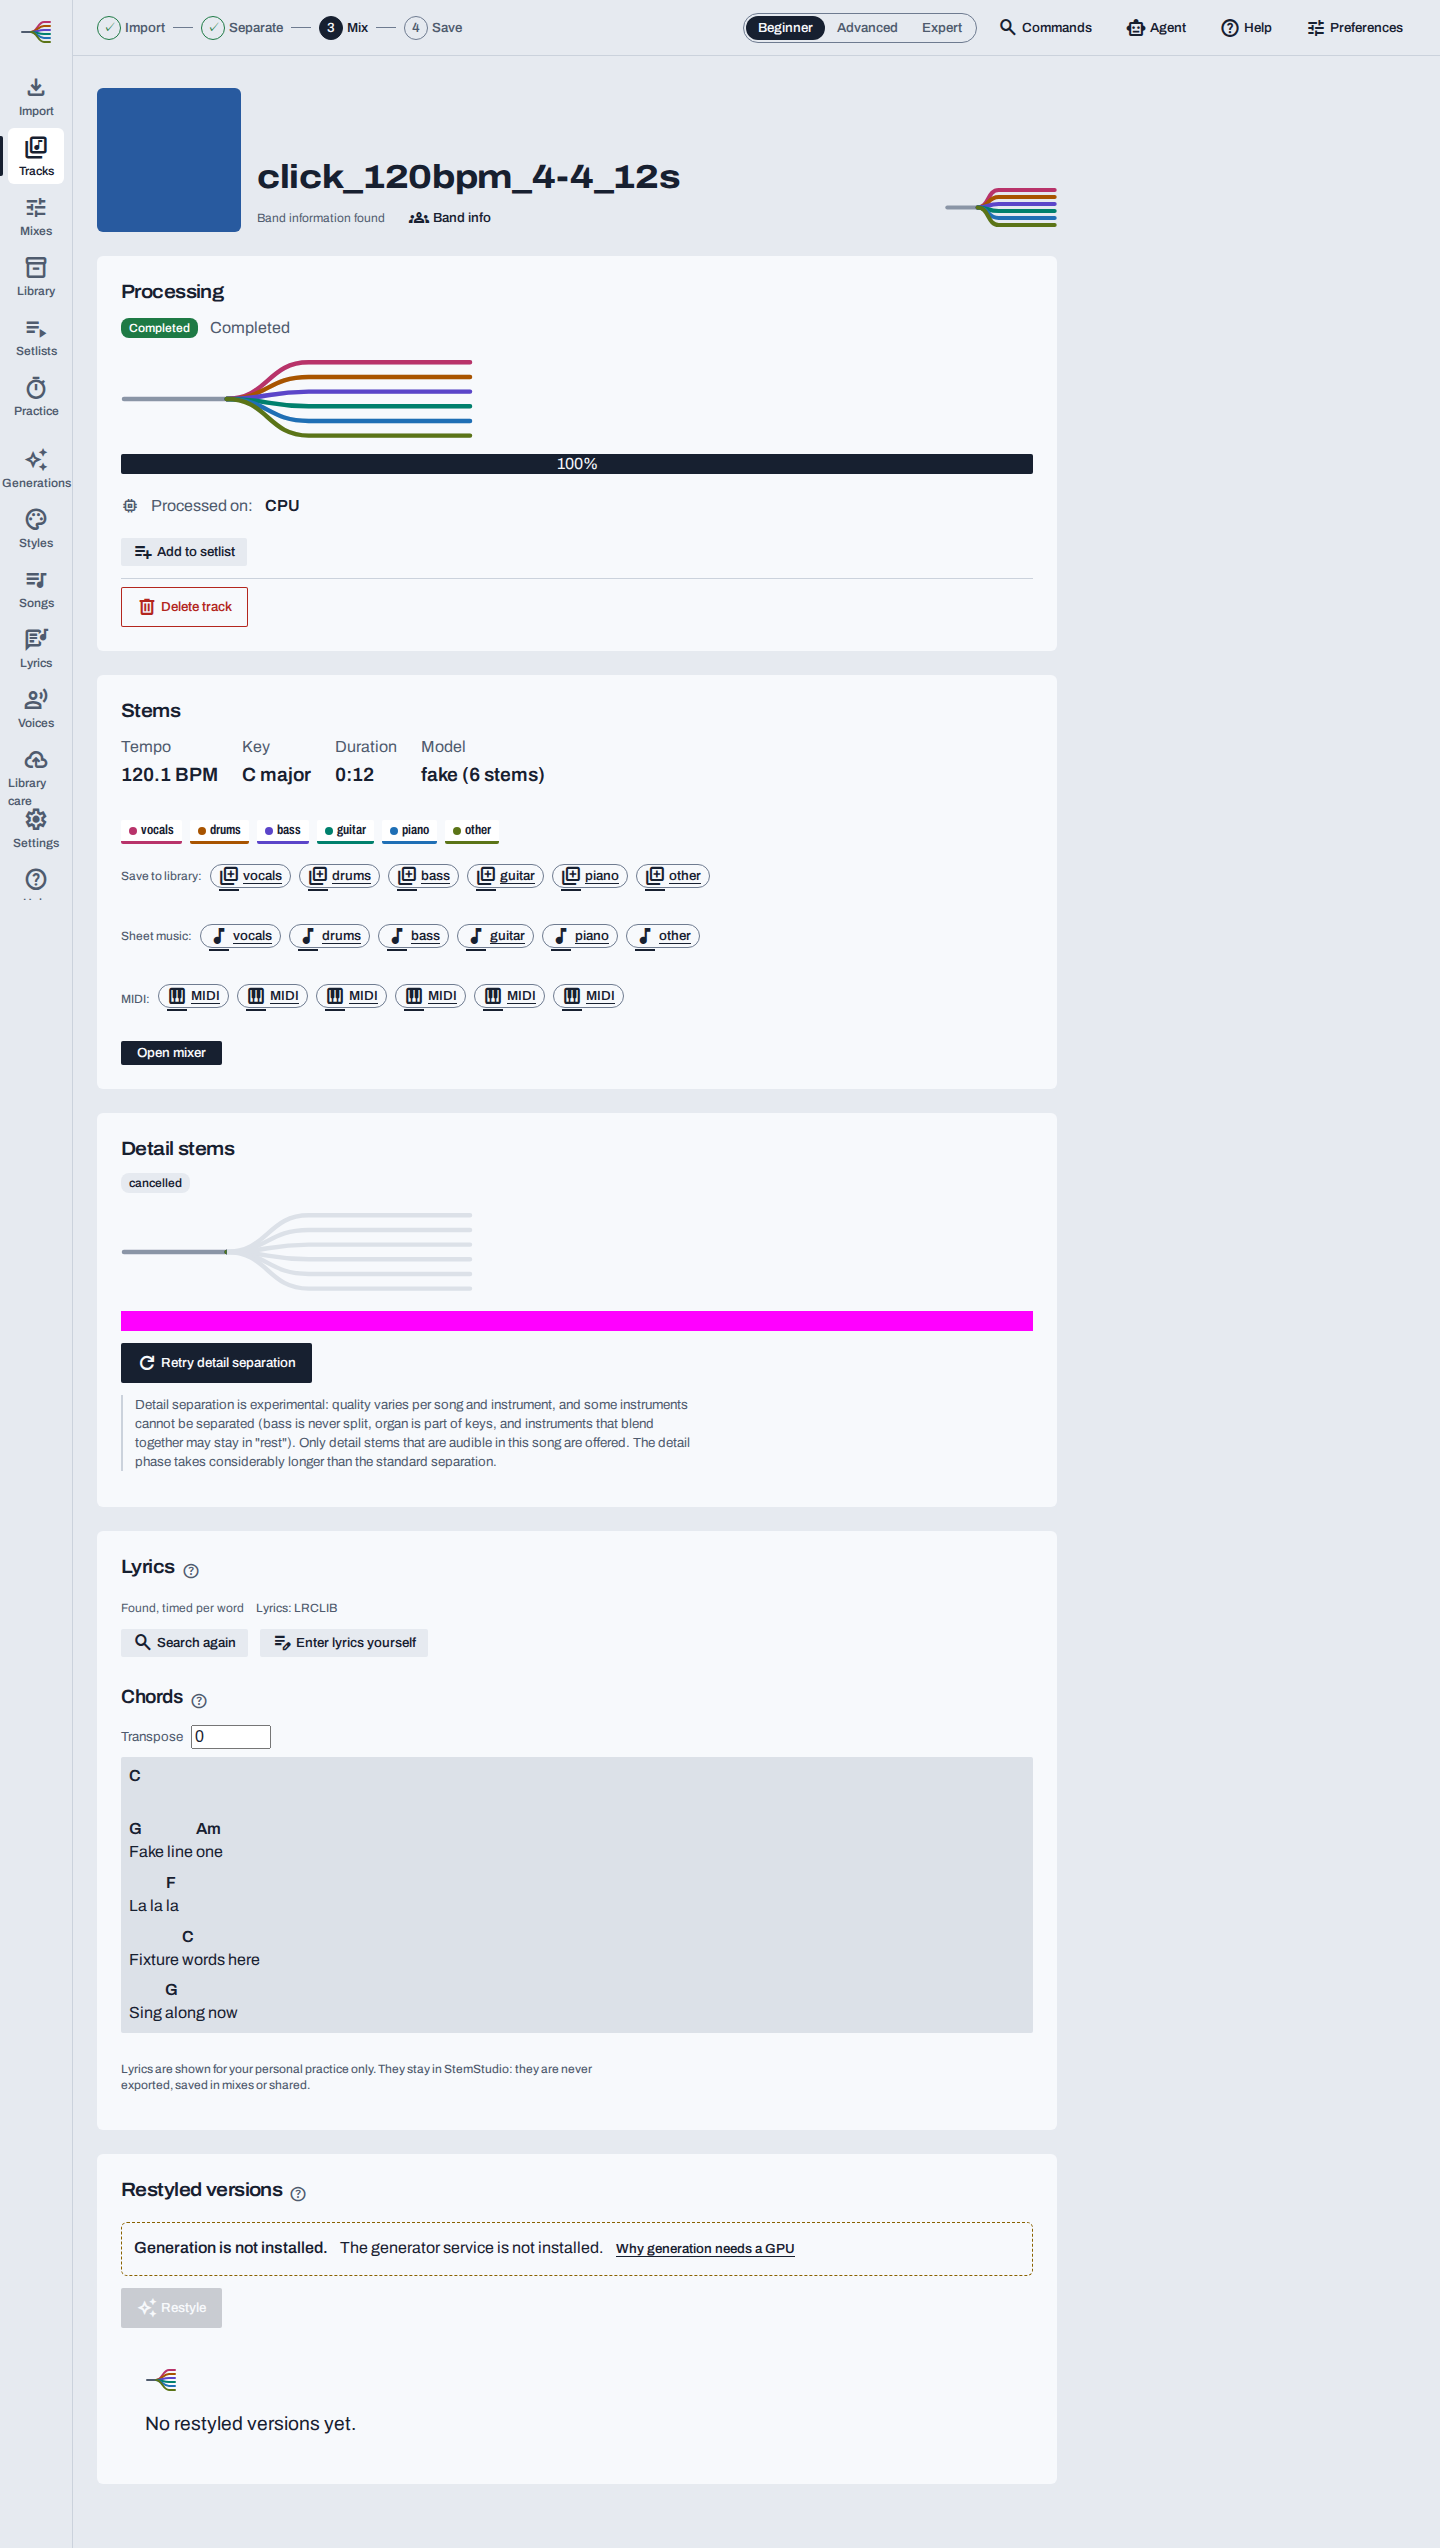 Import
Separate
3
Mix
4
Save
Beginner
Advanced
Expert
Commands
Agent
Help
Preferences
Import
Tracks
Mixes
Library
Setlists
Practice
Generations
Styles
Songs
Lyrics
Voices
Library
care
Settings
click_120bpm_4-4_12s
Band information found
Band info
Processing
Completed
Completed
100%
Processed on: CPU
Add to setlist
Delete track
Stems
Tempo Key Duration Model
120.1 BPM C major 0:12 fake (6 stems)
vocals drums bass guitar piano other
Save to library: vocals drums bass guitar piano other
Sheet music: vocals drums bass guitar piano other
MIDI: MIDI MIDI MIDI MIDI MIDI MIDI
Open mixer
Detail stems
cancelled
Retry detail separation
Detail separation is experimental: quality varies per song and instrument, and some instruments
cannot be separated (bass is never split, organ is part of keys, and instruments that blend
together may stay in "rest"). Only detail stems that are audible in this song are offered. The detail
phase takes considerably longer than the standard separation.
Lyrics ?
Found, timed per word Lyrics: LRCLIB
Search again Enter lyrics yourself
Chords ?
Transpose 0
C
G Am
Fake line one
F
La la la
C
Fixture words here
G
Sing along now
Lyrics are shown for your personal practice only. They stay in StemStudio: they are never
exported, saved in mixes or shared.
Restyled versions ?
Generation is not installed. The generator service is not installed. Why generation needs a GPU
Restyle
No restyled versions yet.